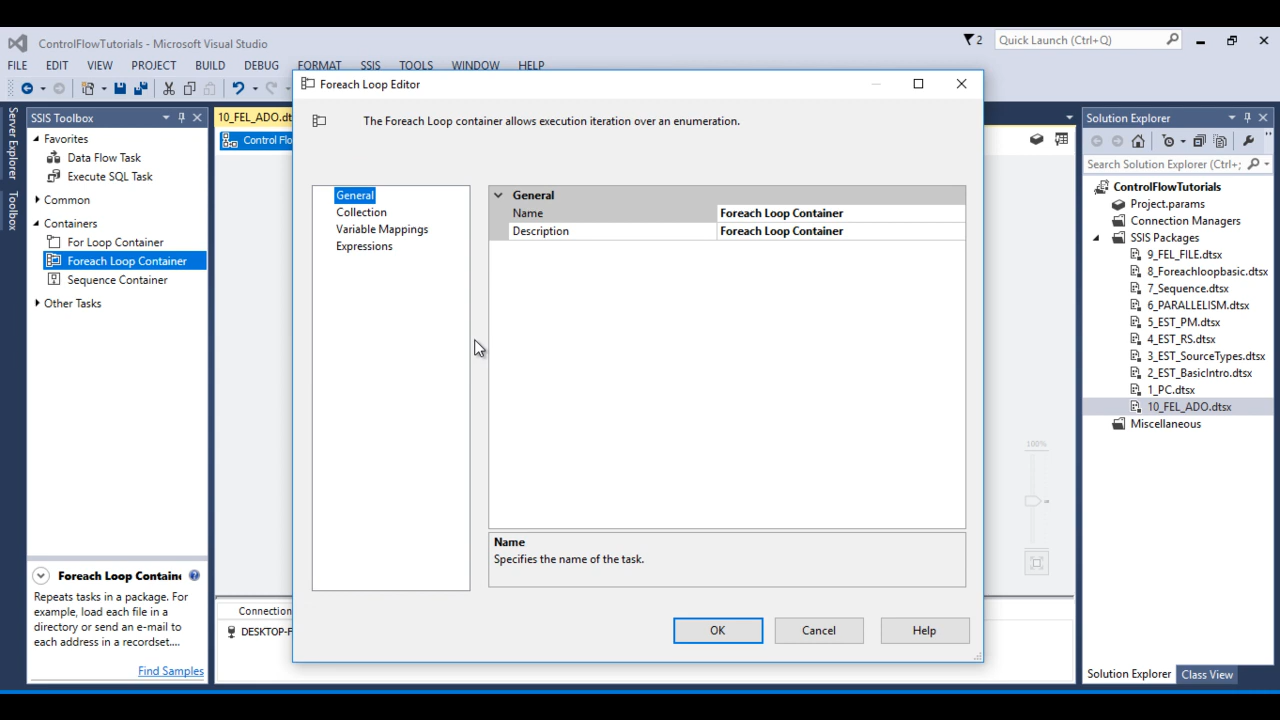 ControlFlowTutorials - Microsoft Visual Studio
2
Quick Launch (Ctrl+Q)
FILE EDIT VIEW PROJECT BUILD DEBUG FORMAT SSIS TOOLS WINDOW HELP
Server Explorer
Toolbox
SSIS Toolbox
Favorites
Data Flow Task
Execute SQL Task
Common
Containers
For Loop Container
Foreach Loop Container
Sequence Container
Other Tasks
Foreach Loop Containe
Repeats tasks in a package. For
example, load each file in a
directory or send an e-mail to
each address in a recordset....
Find Samples
10_FEL_ADO.dt
Control Flo
Connection
DESKTOP-F
100%
Foreach Loop Editor
The Foreach Loop container allows execution iteration over an enumeration.
General
Collection
Variable Mappings
Expressions
General
Name Foreach Loop Container
Description Foreach Loop Container
Name
Specifies the name of the task.
OK Cancel Help
Solution Explorer
Search Solution Explorer (Ctrl+;
ControlFlowTutorials
Project.params
Connection Managers
SSIS Packages
9_FEL_FILE.dtsx
8_Foreachloopbasic.dtsx
7_Sequence.dtsx
6_PARALLELISM.dtsx
5_EST_PM.dtsx
4_EST_RS.dtsx
3_EST_SourceTypes.dtsx
2_EST_BasicIntro.dtsx
1_PC.dtsx
10_FEL_ADO.dtsx
Miscellaneous
Solution Explorer Class View